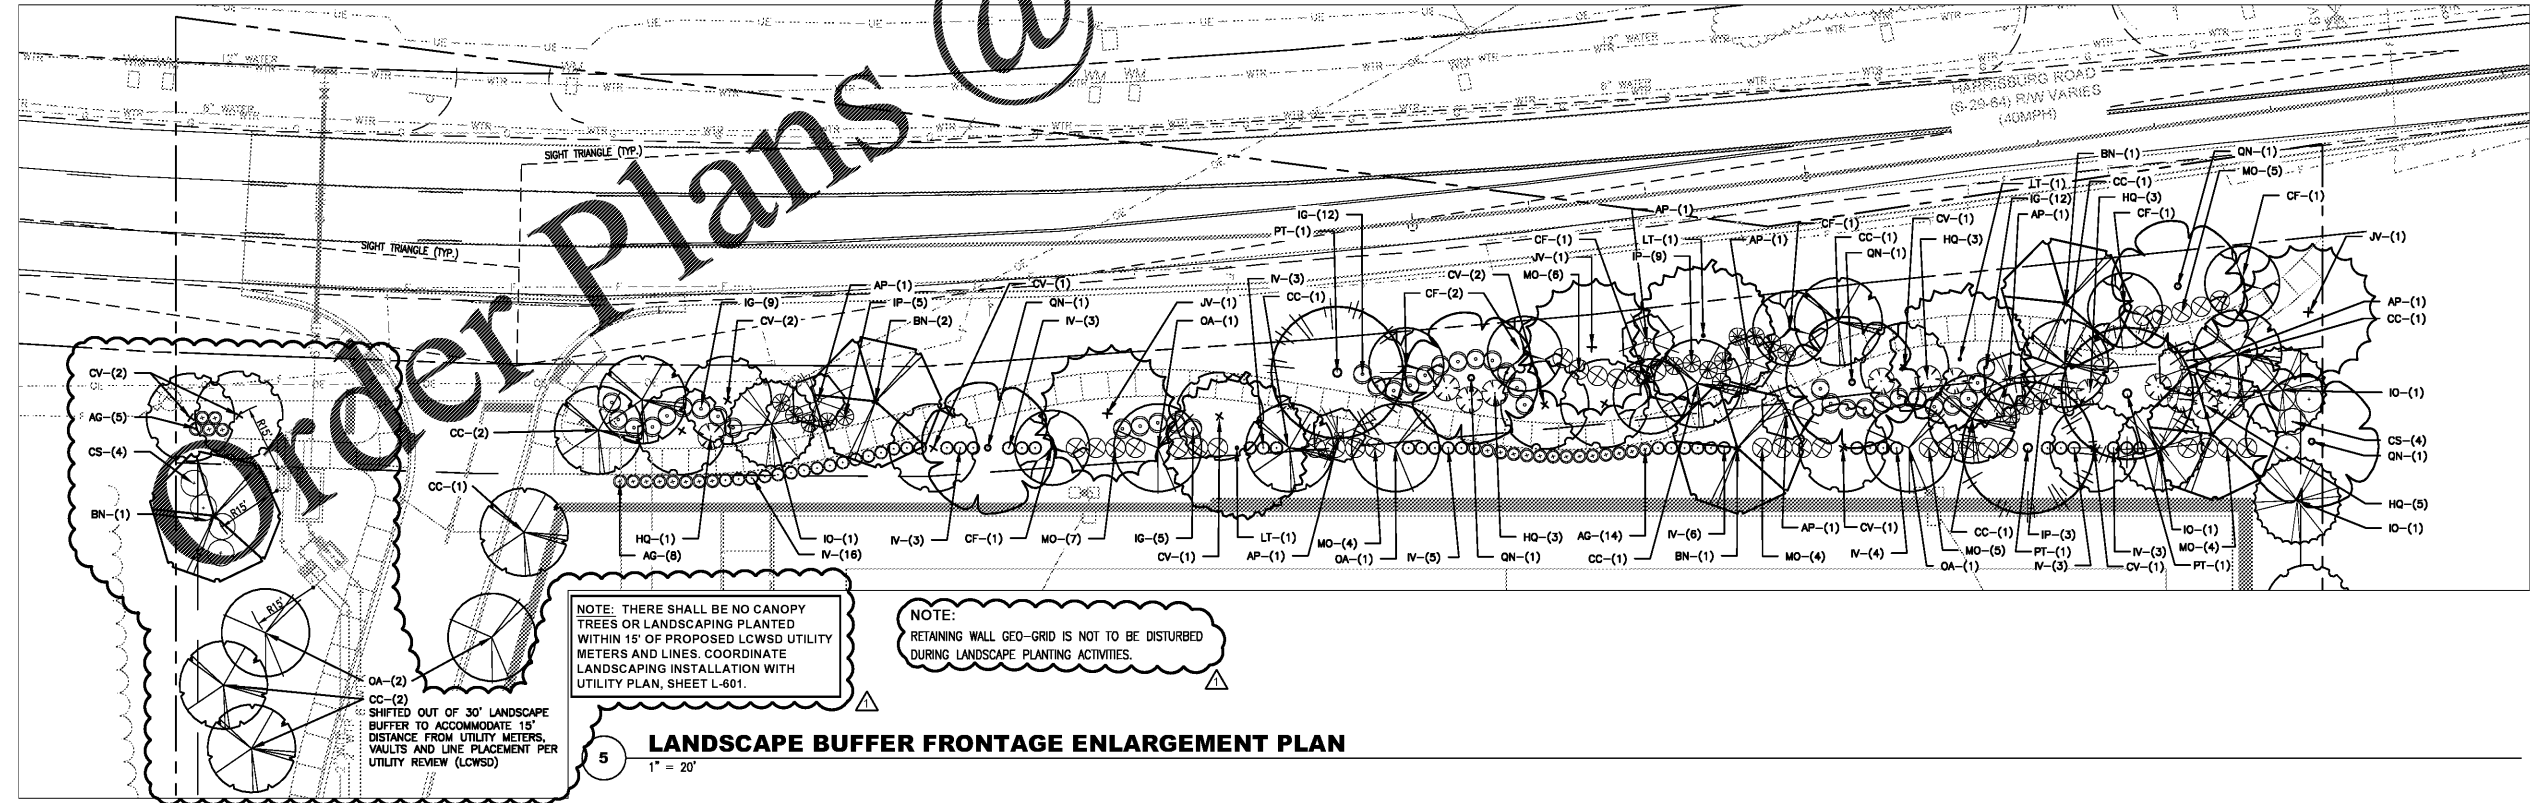 Order Plans @
12" WATER
6" WATER
12" WATER
6" WATER
HARRISBURG ROAD
(S-29-64) R/W VARIES
(40MPH)
SIGHT TRIANGLE (TYP.)
SIGHT TRIANGLE (TYP.)
BN-(1)
QN-(1)
MO-(5)
LT-(1)
CC-(1)
IG-(12)
HQ-(3)
CF-(1)
AP-(1)
CF-(1)
JV-(1)
IG-(12)
PT-(1)
AP-(1)
CF-(1)
CV-(1)
CF-(1)
LT-(1)
AP-(1)
CC-(1)
HQ-(3)
QN-(1)
JV-(1)
IP-(9)
CV-(2)
MO-(6)
CF-(2)
IV-(3)
CC-(1)
AP-(1)
CV-(1)
IG-(9)
IP-(5)
QN-(1)
JV-(1)
CV-(2)
BN-(2)
IV-(3)
OA-(1)
AP-(1)
CC-(1)
IO-(1)
CS-(4)
QN-(1)
HQ-(5)
IO-(1)
CV-(2)
AG-(5)
CS-(4)
BN-(1)
R15'
R15'
R15'
CC-(2)
CC-(1)
HQ-(1)
AG-(8)
IO-(1)
IV-(16)
IV-(3)
CF-(1)
MO-(7)
IG-(5)
CV-(1)
LT-(1)
AP-(1)
MO-(4)
OA-(1)
IV-(5)
HQ-(3)
QN-(1)
AG-(14)
CC-(1)
IV-(6)
BN-(1)
AP-(1)
MO-(4)
CV-(1)
IV-(4)
CC-(1)
MO-(5)
OA-(1)
IP-(3)
PT-(1)
IV-(3)
IV-(3)
CV-(1)
IO-(1)
MO-(4)
PT-(1)
OA-(2)
CC-(2)
SHIFTED OUT OF 30' LANDSCAPE
BUFFER TO ACCOMMODATE 15'
DISTANCE FROM UTILITY METERS,
VAULTS AND LINE PLACEMENT PER
UTILITY REVIEW (LCWSD)
NOTE: THERE SHALL BE NO CANOPY
TREES OR LANDSCAPING PLANTED
WITHIN 15' OF PROPOSED LCWSD UTILITY
METERS AND LINES. COORDINATE
LANDSCAPING INSTALLATION WITH
UTILITY PLAN, SHEET L-601.
1
NOTE:
RETAINING WALL GEO-GRID IS NOT TO BE DISTURBED
DURING LANDSCAPE PLANTING ACTIVITIES.
1
5
LANDSCAPE BUFFER FRONTAGE ENLARGEMENT PLAN
1" = 20'